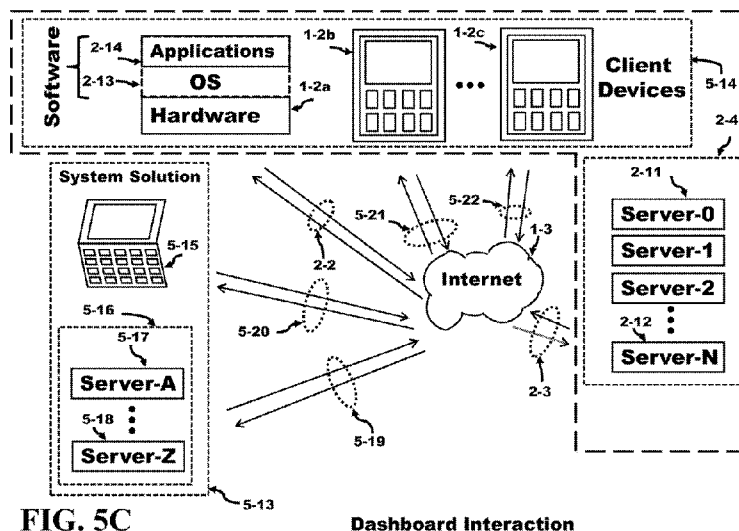 Software
2-14
2-13
Applications
OS
Hardware
1-2a
1-2b
1-2c
Client
Devices
5-14
2-4
System Solution
5-15
5-16
5-17
Server-A
5-18
Server-Z
5-13
2-2
5-20
5-19
5-21
5-22
1-3
Internet
2-3
2-11
Server-0
Server-1
Server-2
2-12
Server-N
FIG. 5C
Dashboard Interaction